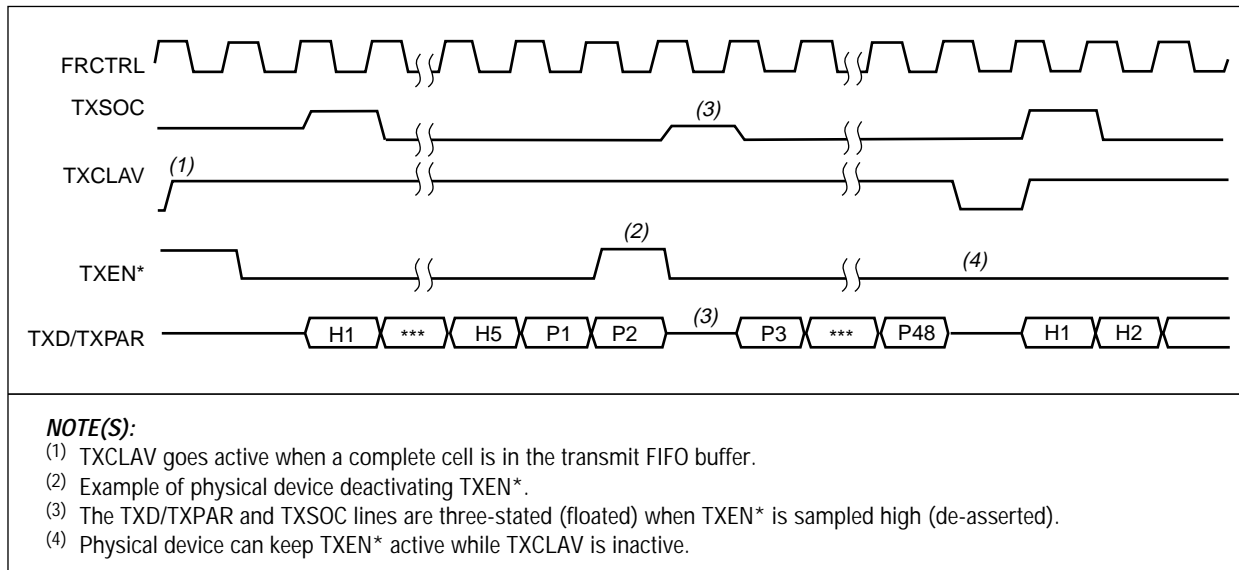 FRCTRL
TXSOC
(3)
(1)
TXCLAV
(2)
TXEN*
(4)
TXD/TXPAR
H1 *** H5 P1 P2 (3) P3 *** P48 H1 H2
NOTE(S):
(1) TXCLAV goes active when a complete cell is in the transmit FIFO buffer.
(2) Example of physical device deactivating TXEN*.
(3) The TXD/TXPAR and TXSOC lines are three-stated (floated) when TXEN* is sampled high (de-asserted).
(4) Physical device can keep TXEN* active while TXCLAV is inactive.